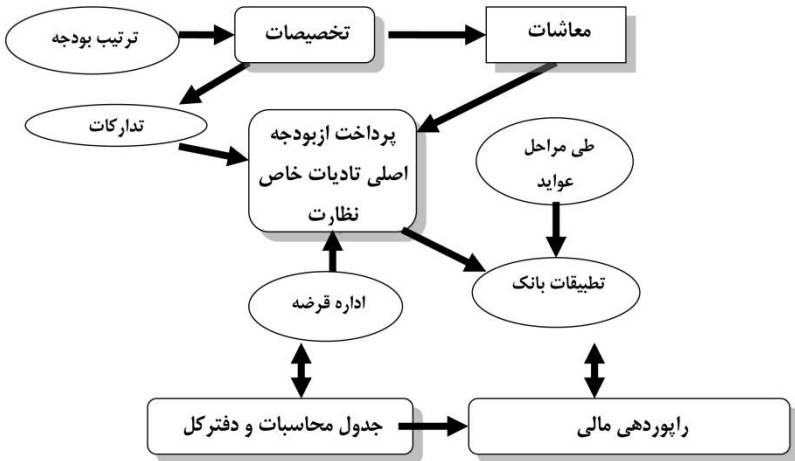 ترتیب بودجه
تخصیصات
معاشات
تدارکات
پرداخت ازبودجه
اصلی تادیات خاص
نظارت
طی مراحل
عواید
اداره قرضه
تطبیقات بانک
جدول محاسبات و دفترکل
راپوردهی مالی